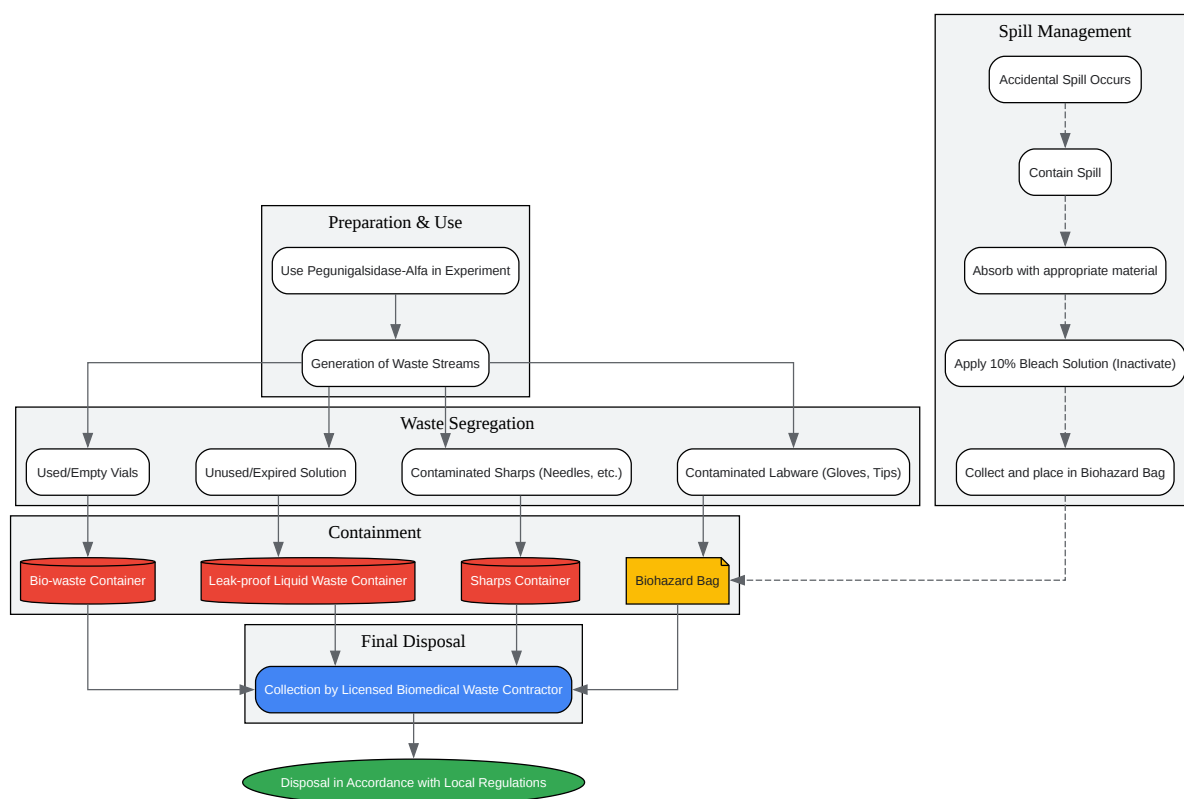 Spill Management
Accidental Spill Occurs
Contain Spill
Preparation & Use
Use Pegunigalsidase-Alfa in Experiment
Absorb with appropriate material
Generation of Waste Streams
Apply 10% Bleach Solution (Inactivate)
Waste Segregation
Used/Empty Vials
Unused/Expired Solution
Contaminated Sharps (Needles, etc.)
Contaminated Labware (Gloves, Tips)
Collect and place in Biohazard Bag
Containment
Bio-waste Container
Leak-proof Liquid Waste Container
Sharps Container
Biohazard Bag
Final Disposal
Collection by Licensed Biomedical Waste Contractor
Disposal in Accordance with Local Regulations